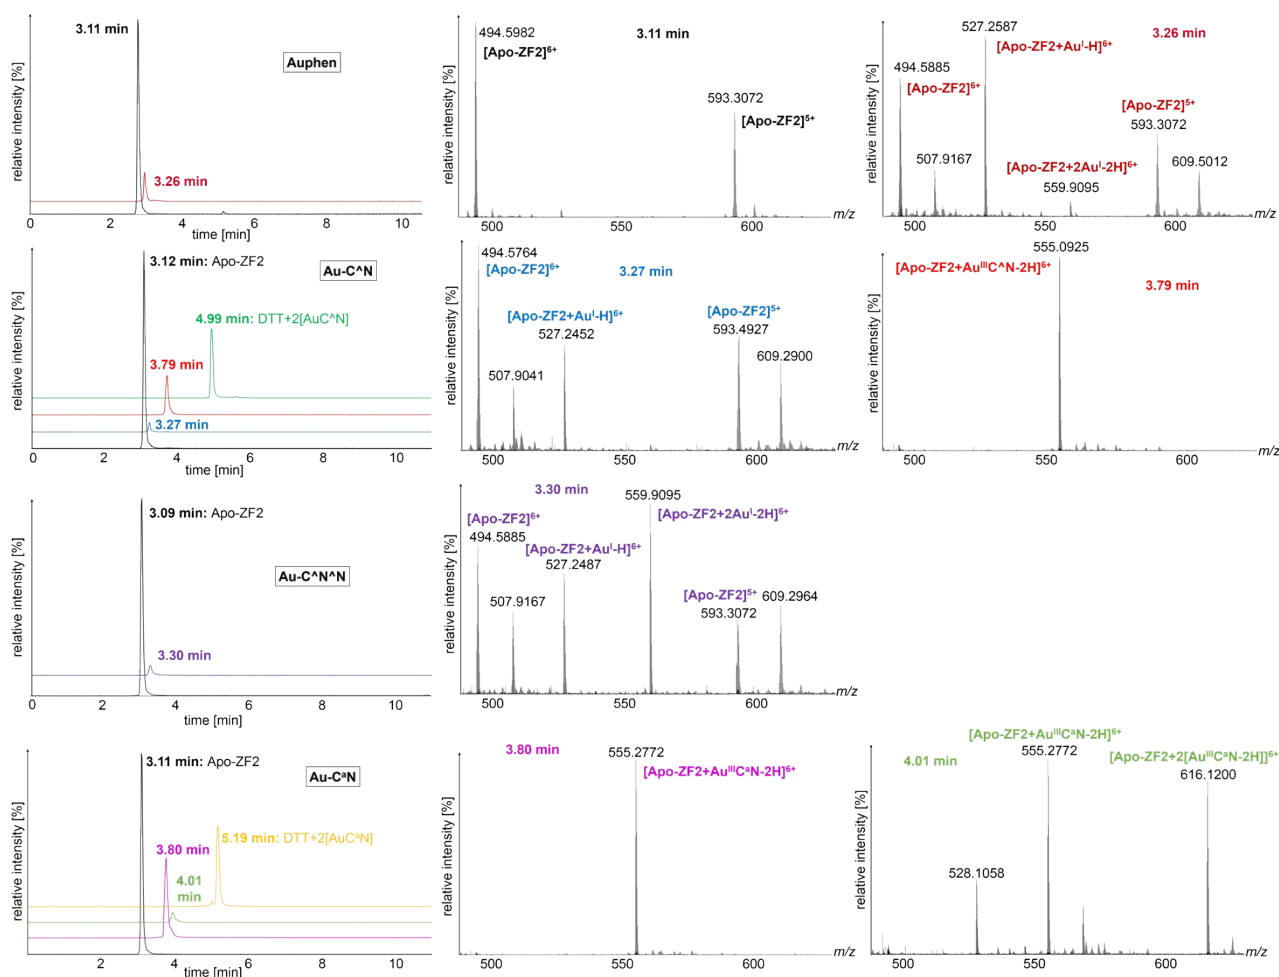 relative intensity [%]
3.11 min
Auphen
3.26 min
0 2 4 6 8 10
time [min]
relative intensity [%]
494.5982
[Apo-ZF2]⁶⁺
3.11 min
593.3072
[Apo-ZF2]⁵⁺
500 550 600 m/z
relative intensity [%]
527.2587
3.26 min
[Apo-ZF2+Auᴵ-H]⁶⁺
494.5885
[Apo-ZF2]⁶⁺
[Apo-ZF2]⁵⁺
593.3072
507.9167
[Apo-ZF2+2Auᴵ-2H]⁶⁺
609.5012
559.9095
500 550 600 m/z
relative intensity [%]
3.12 min: Apo-ZF2
Au-C^N
4.99 min: DTT+2[AuC^N]
3.79 min
3.27 min
0 2 4 6 8 10
time [min]
relative intensity [%]
494.5764
[Apo-ZF2]⁶⁺
3.27 min
[Apo-ZF2+Auᴵ-H]⁶⁺
527.2452
[Apo-ZF2]⁵⁺
593.4927
609.2900
507.9041
500 550 600 m/z
relative intensity [%]
555.0925
[Apo-ZF2+AuᴵᴵᴵC^N-2H]⁶⁺
3.79 min
500 550 600 m/z
relative intensity [%]
3.09 min: Apo-ZF2
Au-C^N^N
3.30 min
0 2 4 6 8 10
time [min]
relative intensity [%]
3.30 min
559.9095
[Apo-ZF2]⁶⁺
[Apo-ZF2+2Auᴵ-2H]⁶⁺
494.5885
[Apo-ZF2+Auᴵ-H]⁶⁺
527.2487
[Apo-ZF2]⁵⁺
507.9167
609.2964
593.3072
500 550 600 m/z
relative intensity [%]
3.11 min: Apo-ZF2
Au-CᵃN
5.19 min: DTT+2[AuCᵃN]
3.80 min
4.01
min
2 4 6 8 10
time [min]
relative intensity [%]
3.80 min
555.2772
[Apo-ZF2+AuᴵᴵᴵCᵃN-2H]⁶⁺
500 550 600 m/z
relative intensity [%]
[Apo-ZF2+AuᴵᴵᴵCᵃN-2H]⁶⁺
555.2772
[Apo-ZF2+2[AuᴵᴵᴵCᵃN-2H]]⁶⁺
4.01 min
616.1200
528.1058
500 550 600 m/z